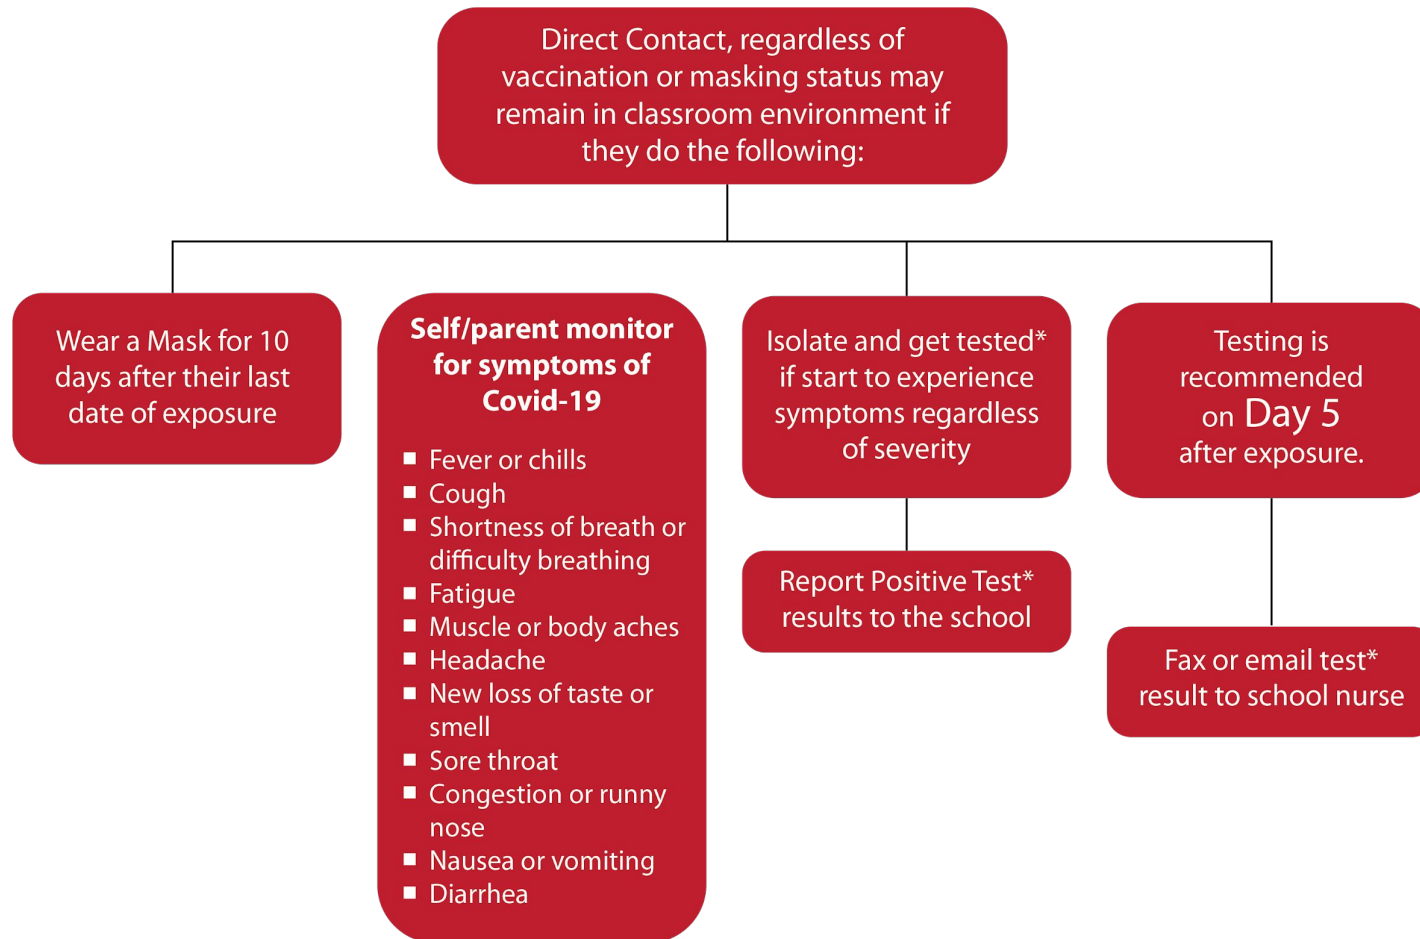 Direct Contact, regardless of
vaccination or masking status may
remain in classroom environment if
they do the following:
Wear a Mask for 10
days after their last
date of exposure
Self/parent monitor
for symptoms of
Covid-19
Fever or chills
Cough
Shortness of breath or
difficulty breathing
Fatigue
Muscle or body aches
Headache
New loss of taste or
smell
Sore throat
Congestion or runny
nose
Nausea or vomiting
Diarrhea
Isolate and get tested*
if start to experience
symptoms regardless
of severity
Report Positive Test*
results to the school
Testing is
recommended
on Day 5
after exposure.
Fax or email test*
result to school nurse